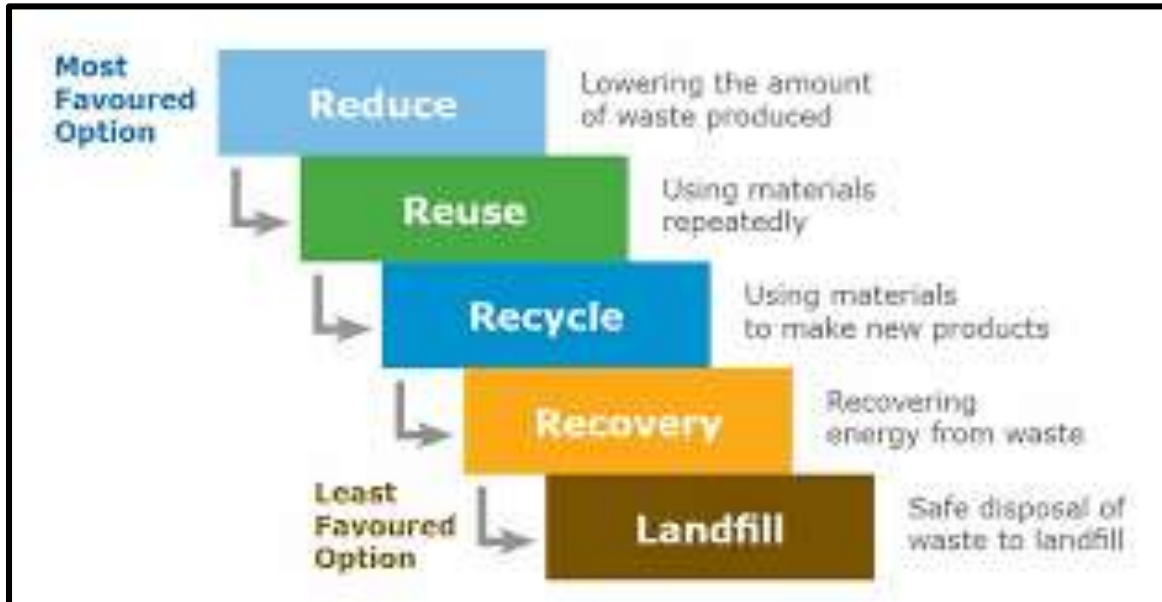 Most
Favoured
Option
Reduce
Lowering the amount
of waste produced
Reuse
Using materials
repeatedly
Recycle
Using materials
to make new products
Recovery
Recovering
energy from waste
Least
Favoured
Option
Landfill
Safe disposal of
waste to landfill